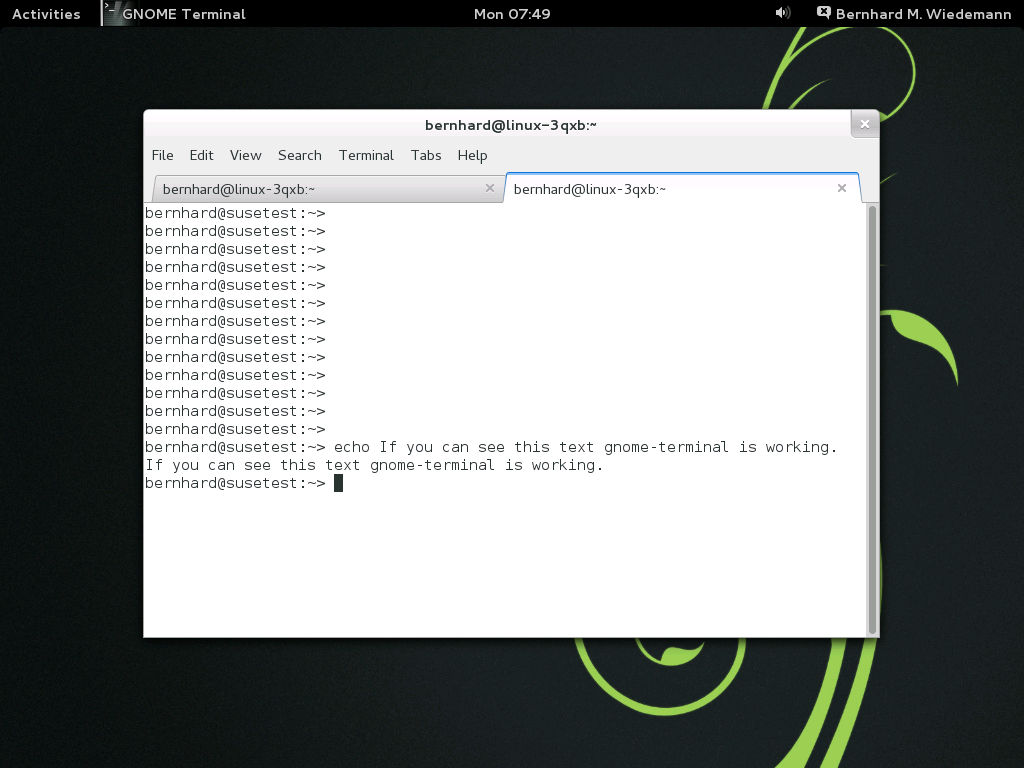 Activities GNOME Terminal Mon 07:49 Bernhard M. Wiedemann
bernhard@linux-3qxb:~
File Edit View Search Terminal Tabs Help
bernhard@linux-3qxb:~ bernhard@linux-3qxb:~
bernhard@susetest:~>
bernhard@susetest:~>
bernhard@susetest:~>
bernhard@susetest:~>
bernhard@susetest:~>
bernhard@susetest:~>
bernhard@susetest:~>
bernhard@susetest:~>
bernhard@susetest:~>
bernhard@susetest:~>
bernhard@susetest:~>
bernhard@susetest:~>
bernhard@susetest:~>
bernhard@susetest:~> echo If you can see this text gnome-terminal is working.
If you can see this text gnome-terminal is working.
bernhard@susetest:~>